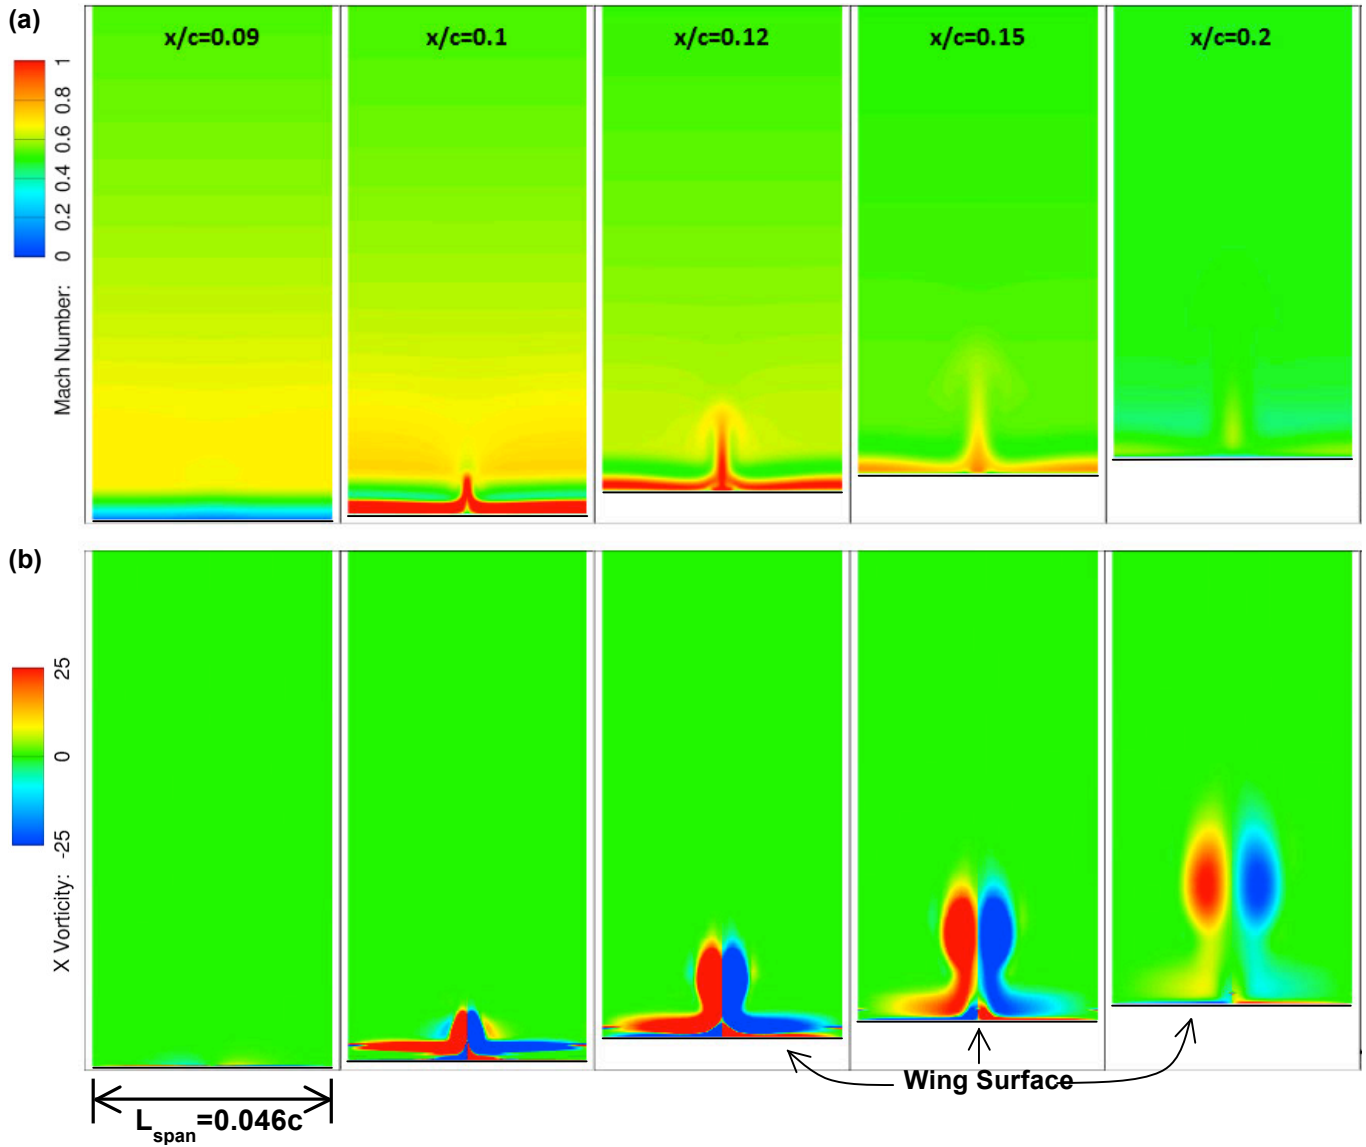 (a)
x/c=0.09
x/c=0.1
x/c=0.12
x/c=0.15
x/c=0.2
Mach Number: 0 0.2 0.4 0.6 0.8 1
(b)
X Vorticity: -25 0 25
Wing Surface
Lspan=0.046c